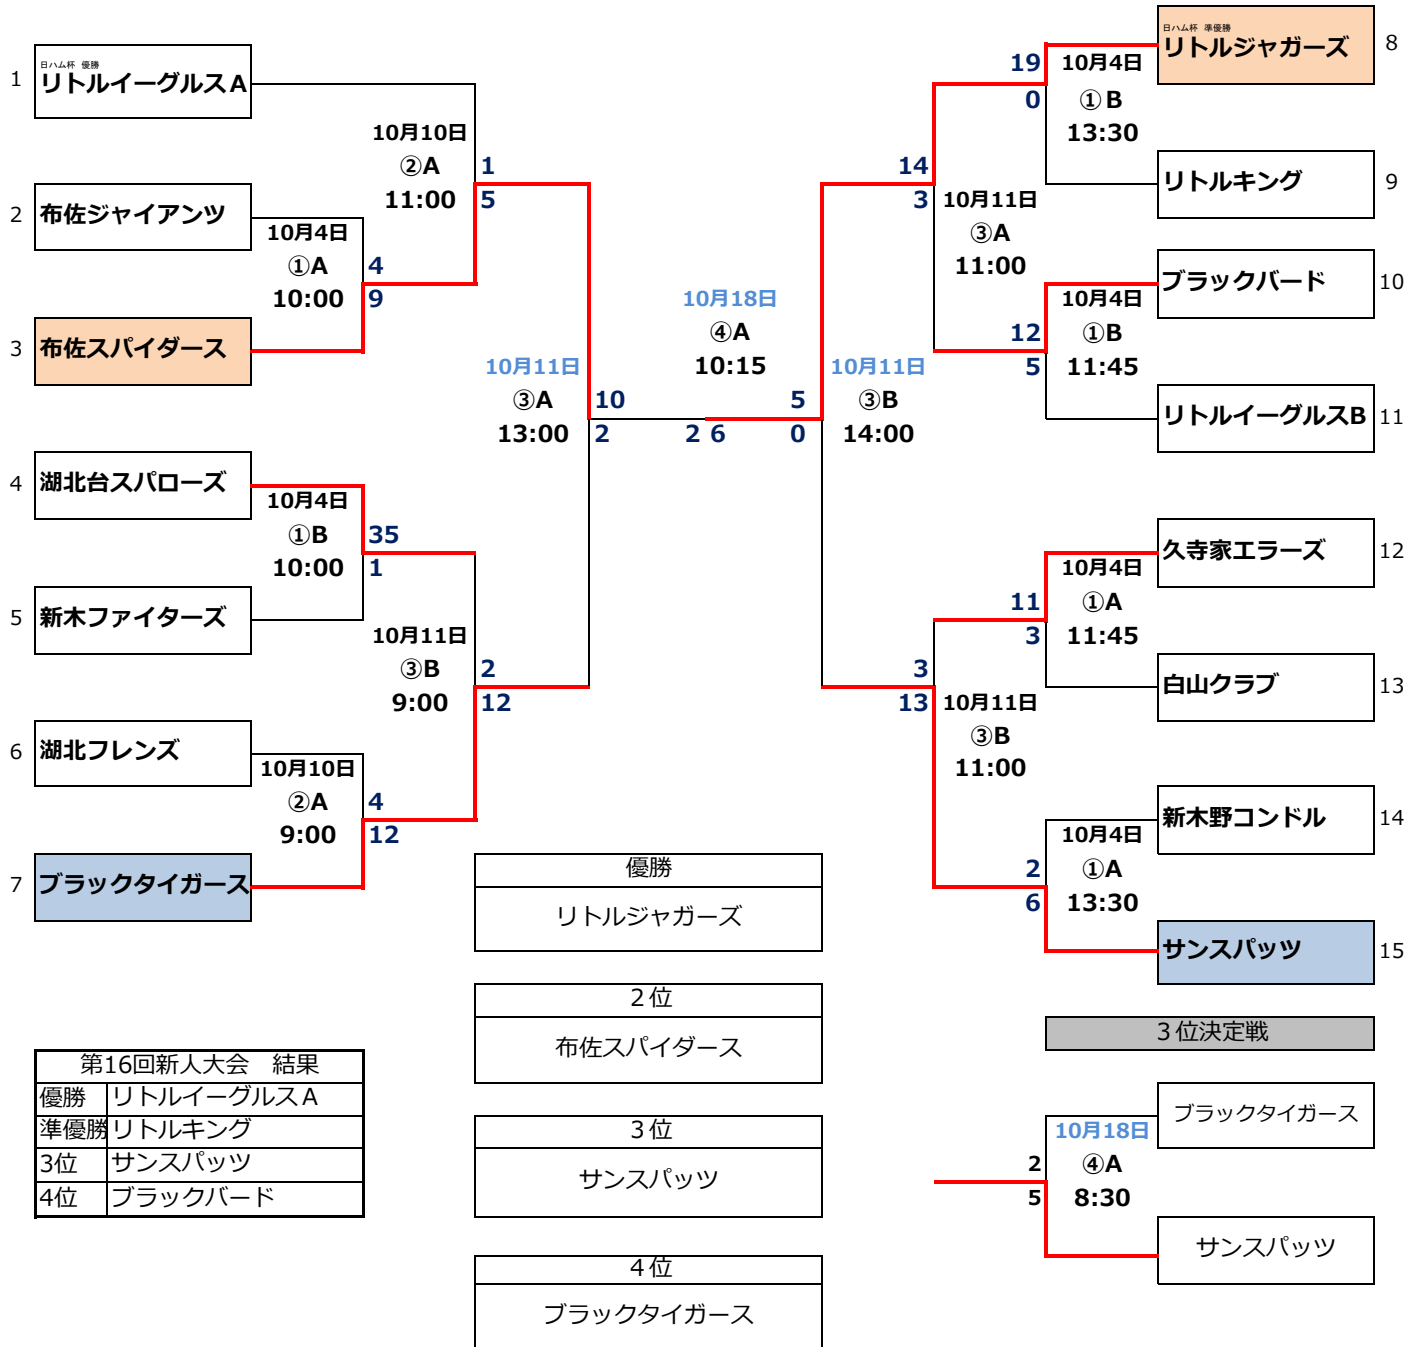 1
日ハム杯 優勝
リトルイーグルスA
2
布佐ジャイアンツ
3
布佐スパイダース
4
湖北台スパローズ
5
新木ファイターズ
6
湖北フレンズ
7
ブラックタイガース
10月4日
①A
10:00
4
9
10月4日
①B
10:00
35
1
10月10日
②A
9:00
4
12
10月10日
②A
11:00
1
5
10月11日
③B
9:00
2
12
10月11日
③A
13:00
10
2
10月18日
④A
10:15
2 6
10月11日
③B
14:00
5
0
10月11日
③A
11:00
14
3
10月11日
③B
11:00
3
13
10月4日
①B
13:30
19
0
10月4日
①B
11:45
12
5
10月4日
①A
11:45
11
3
10月4日
①A
13:30
2
6
日ハム杯 準優勝
リトルジャガーズ
8
リトルキング
9
ブラックバード
10
リトルイーグルスB
11
久寺家エラーズ
12
白山クラブ
13
新木野コンドル
14
サンスパッツ
15
優勝
リトルジャガーズ
２位
布佐スパイダース
３位
サンスパッツ
４位
ブラックタイガース
第16回新人大会　結果
優勝 リトルイーグルスA
準優勝 リトルキング
3位 サンスパッツ
4位 ブラックバード
３位決定戦
ブラックタイガース
10月18日
④A
8:30
2
5
サンスパッツ